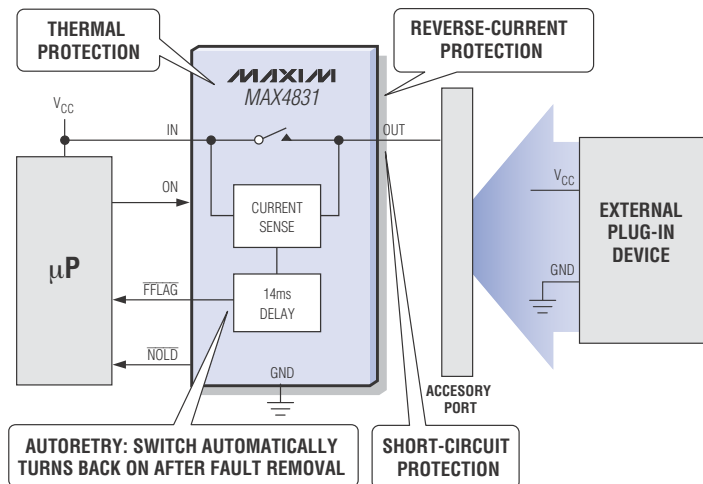 THERMAL
PROTECTION
REVERSE-CURRENT
PROTECTION
MAXIM
MAX4831
VCC
IN
OUT
ON
CURRENT
SENSE
VCC
EXTERNAL
PLUG-IN
DEVICE
µP
GND
FFLAG
14ms
DELAY
NOLD
GND
ACCESORY
PORT
AUTORETRY: SWITCH AUTOMATICALLY
TURNS BACK ON AFTER FAULT REMOVAL
SHORT-CIRCUIT
PROTECTION